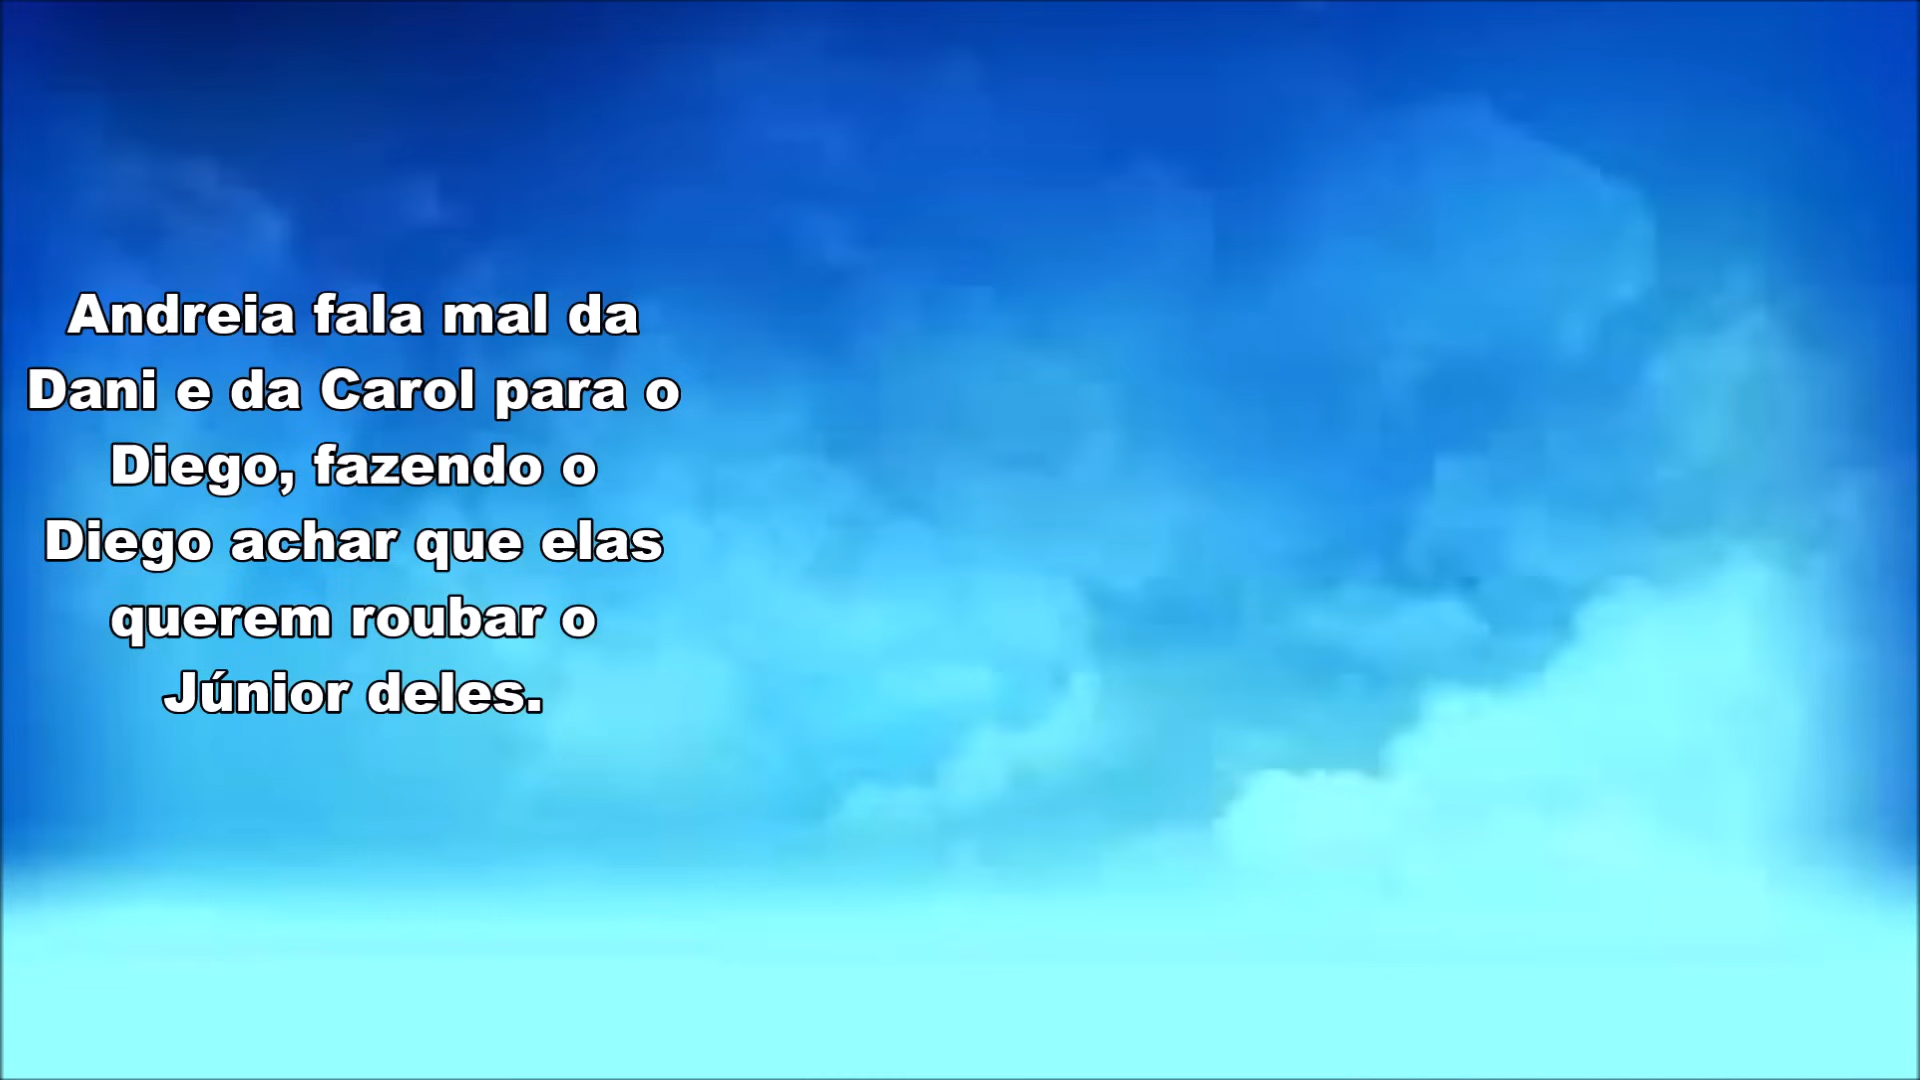 Andreia fala mal da
Dani e da Carol para o
Diego, fazendo o
Diego achar que elas
querem roubar o
Júnior deles.